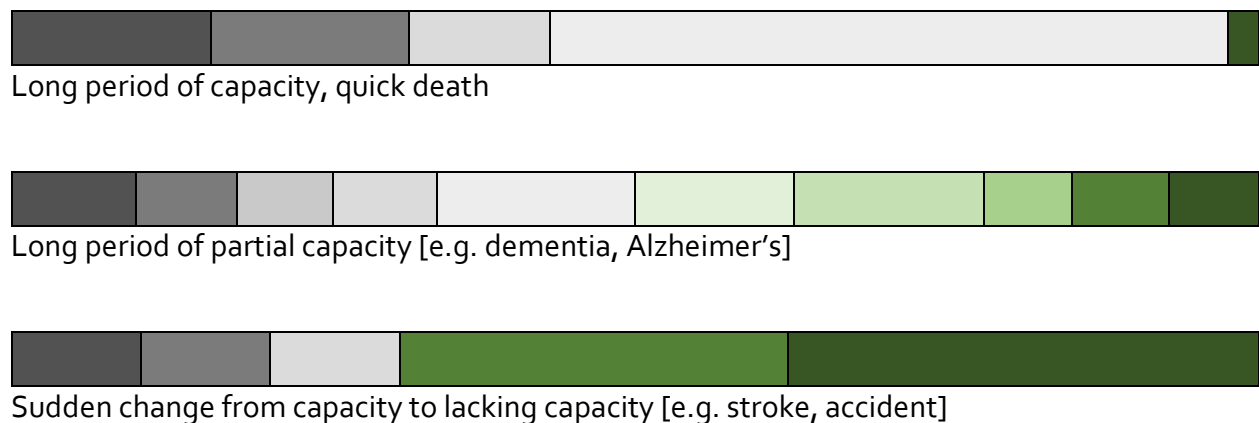 Long period of capacity, quick death
Long period of partial capacity [e.g. dementia, Alzheimer’s]
Sudden change from capacity to lacking capacity [e.g. stroke, accident]